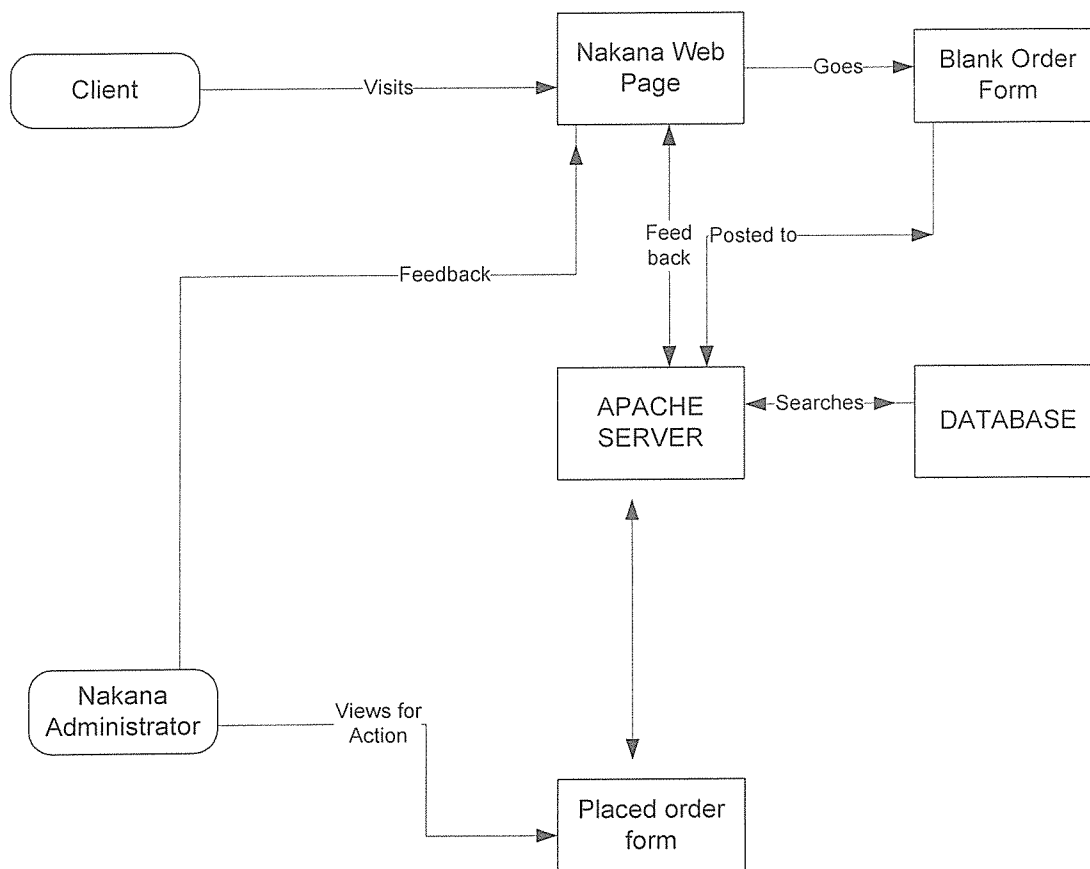 Client
Visits
Nakana Web
Page
Goes
Blank Order
Form
Feedback
Feed
back
Posted to
APACHE
SERVER
Searches
DATABASE
Nakana
Administrator
Views for
Action
Placed order
form